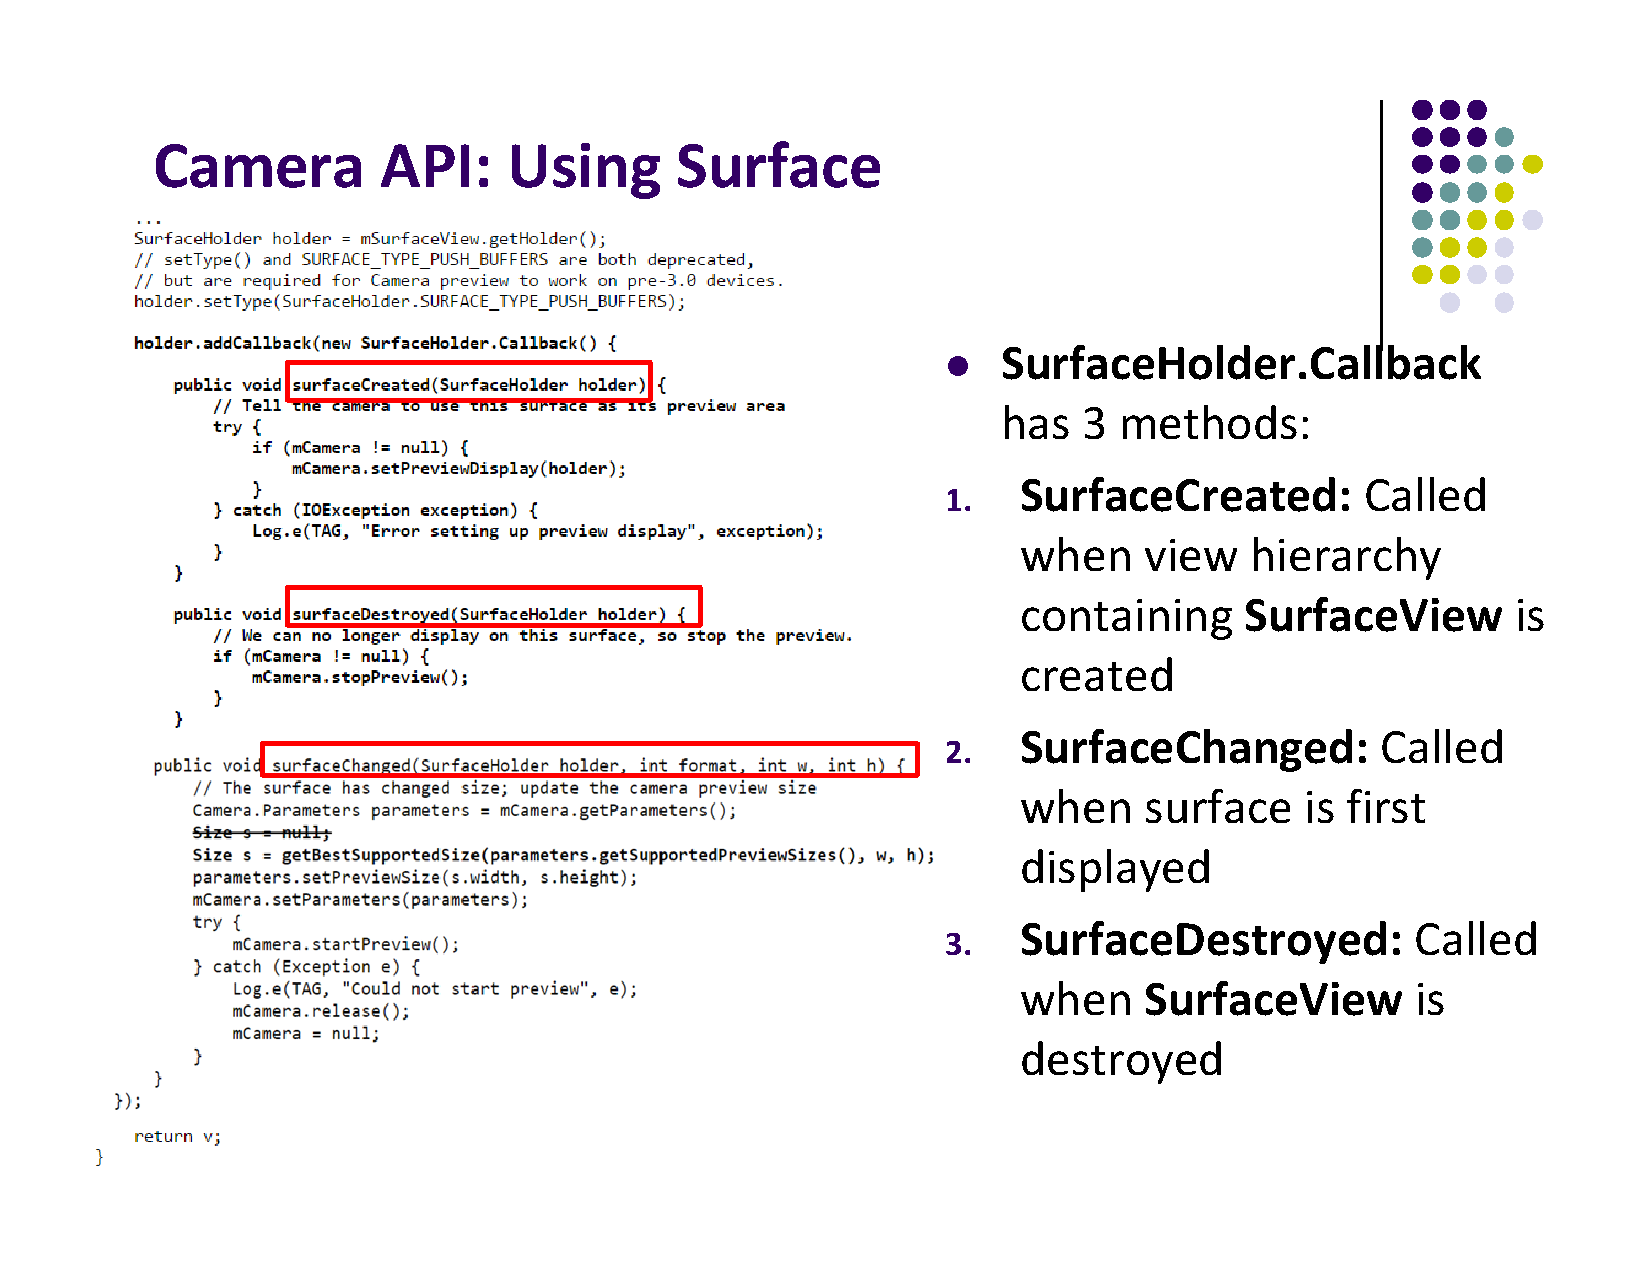 Camera API: Using Surface
...
SurfaceHolder holder = mSurfaceView.getHolder();
// setType() and SURFACE_TYPE_PUSH_BUFFERS are both deprecated,
// but are required for Camera preview to work on pre-3.0 devices.
holder.setType(SurfaceHolder.SURFACE_TYPE_PUSH_BUFFERS);
holder.addCallback(new SurfaceHolder.Callback() {
public void surfaceCreated(SurfaceHolder holder) {
// Tell the camera to use this surface as its preview area
try {
if (mCamera != null) {
mCamera.setPreviewDisplay(holder);
}
} catch (IOException exception) {
Log.e(TAG, "Error setting up preview display", exception);
}
}
public void surfaceDestroyed(SurfaceHolder holder) {
// We can no longer display on this surface, so stop the preview.
if (mCamera != null) {
mCamera.stopPreview();
}
}
public void surfaceChanged(SurfaceHolder holder, int format, int w, int h) {
// The surface has changed size; update the camera preview size
Camera.Parameters parameters = mCamera.getParameters();
Size s = null;
Size s = getBestSupportedSize(parameters.getSupportedPreviewSizes(), w, h);
parameters.setPreviewSize(s.width, s.height);
mCamera.setParameters(parameters);
try {
mCamera.startPreview();
} catch (Exception e) {
Log.e(TAG, "Could not start preview", e);
mCamera.release();
mCamera = null;
}
}
});
return v;
}
● SurfaceHolder.Callback
has 3 methods:
1. SurfaceCreated: Called
when view hierarchy
containing SurfaceView is
created
2. SurfaceChanged: Called
when surface is first
displayed
3. SurfaceDestroyed: Called
when SurfaceView is
destroyed